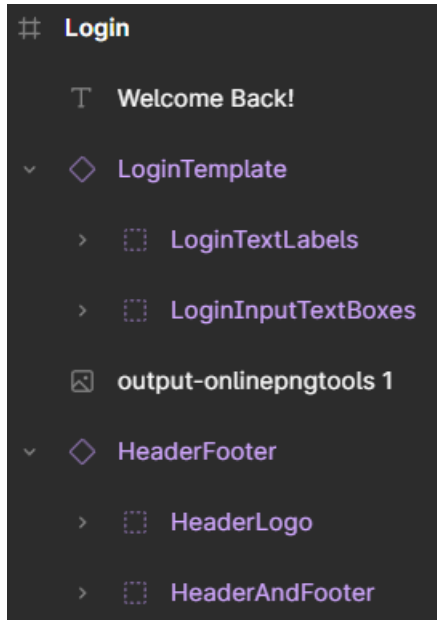 Login
Welcome Back!
LoginTemplate
LoginTextLabels
LoginInputTextBoxes
output-onlinepngtools 1
HeaderFooter
HeaderLogo
HeaderAndFooter